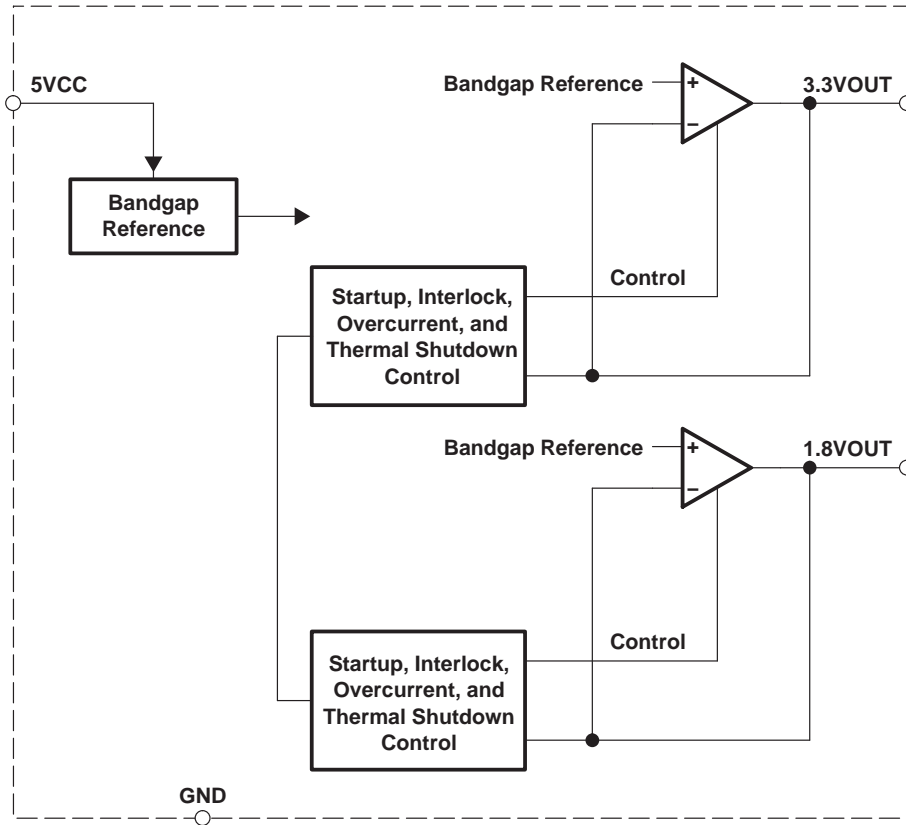 5VCC
Bandgap
Reference
Bandgap Reference
+
−
3.3VOUT
Control
Startup, Interlock,
Overcurrent, and
Thermal Shutdown
Control
Bandgap Reference
+
−
1.8VOUT
Control
Startup, Interlock,
Overcurrent, and
Thermal Shutdown
Control
GND